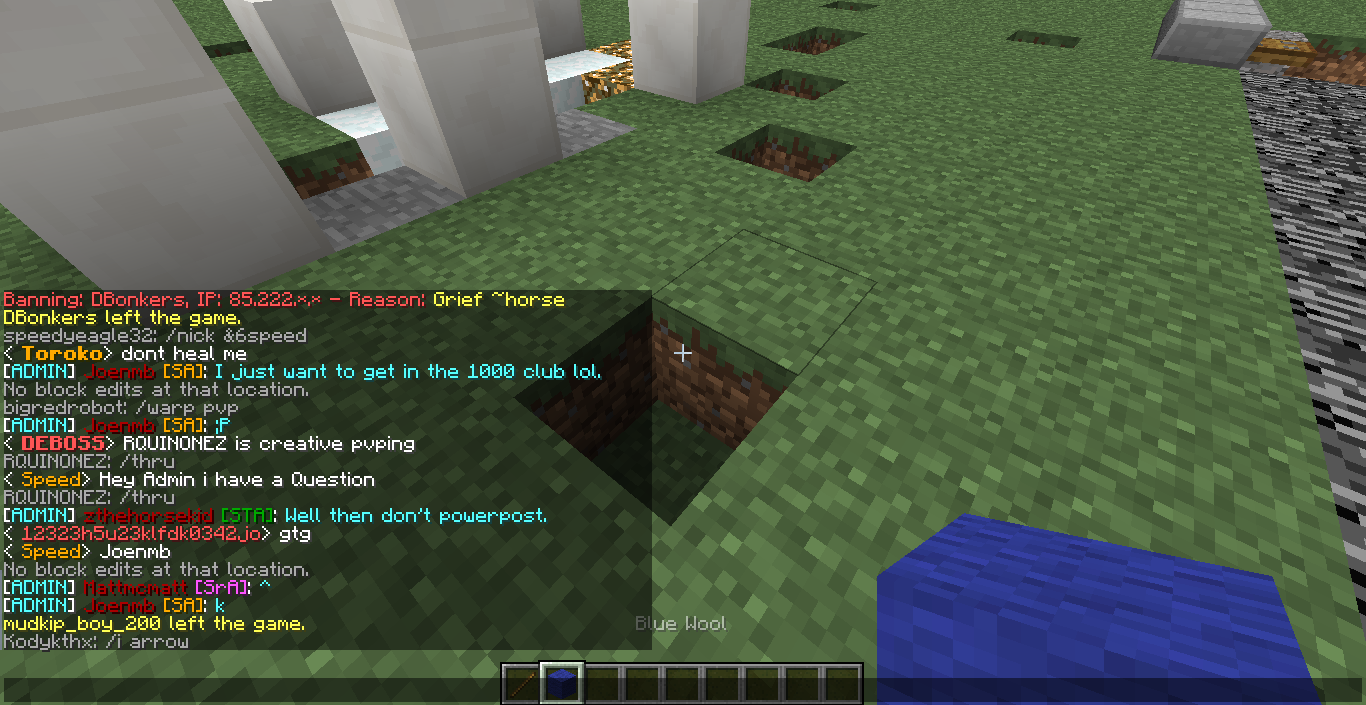 Banning: DBonkers, IP: 85.222.*.* - Reason: Grief ~horse
DBonkers left the game.
speedyeagle32: /nick &6speed
< Toroko> dont heal me
[ADMIN] Joenmb [SA]: I just want to get in the 1000 club lol.
No block edits at that location.
bigredrobot: /warp pvp
[ADMIN] Joenmb [SA]: ;P
< DEBOSS> RQUINONEZ is creative pvping
RQUINONEZ: /thru
< Speed> Hey Admin i have a Question
RQUINONEZ: /thru
[ADMIN] zthehorsekid [STA]: Well then don't powerpost.
< 12323h5u23klfdk0342jo> gtg
< Speed> Joenmb
No block edits at that location.
[ADMIN] Mattmcmatt [SrA]: ^
[ADMIN] Joenmb [SA]: k
mudkip_boy_200 left the game.
Kodykthx: /i arrow
Blue Wool